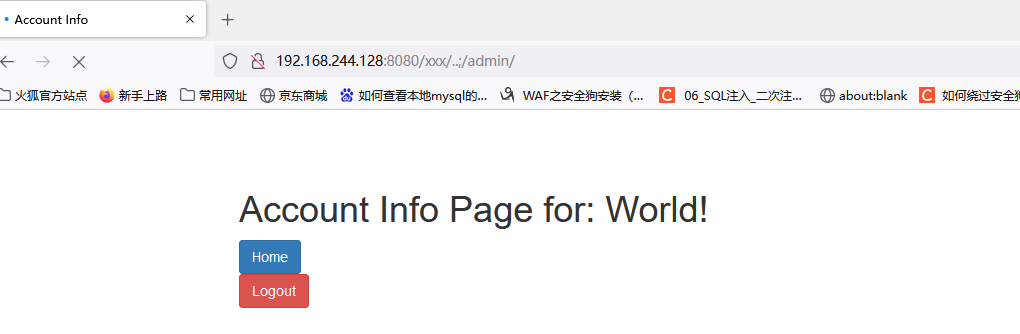 Account Info
192.168.244.128:8080/xxx/..;/admin/
火狐官方站点 新手上路 常用网址 京东商城 如何查看本地mysql的... WAF之安全狗安装（... 06_SQL注入_二次注... about:blank 如何绕过安全狗
Account Info Page for: World!
Home
Logout